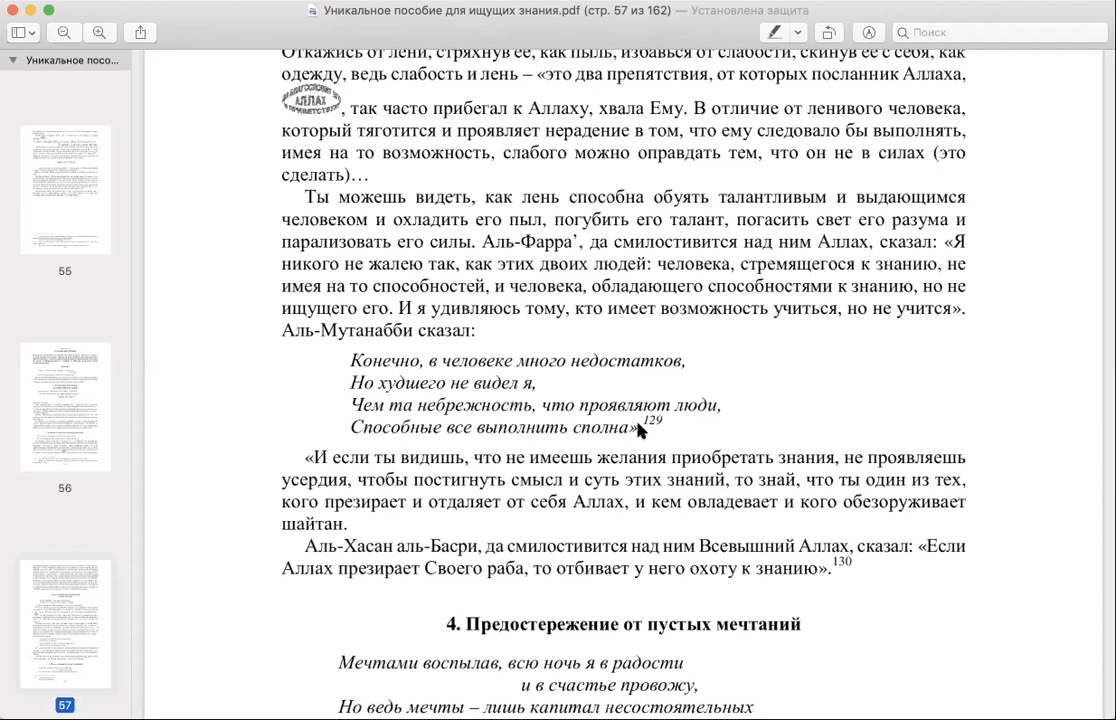 Уникальное пособие для ищущих знания.pdf (стр. 57 из 162) — Установлена защита
Поиск
Уникальное посо...
55
56
57
Откажись от лени, стряхнув ее, как пыль, избавься от слабости, скинув ее с себя, как
одежду, ведь слабость и лень – «это два препятствия, от которых посланник Аллаха,
АЛЛАХ
, так часто прибегал к Аллаху, хвала Ему. В отличие от ленивого человека,
который тяготится и проявляет нерадение в том, что ему следовало бы выполнять,
имея на то возможность, слабого можно оправдать тем, что он не в силах (это
сделать)…
Ты можешь видеть, как лень способна обуять талантливым и выдающимся
человеком и охладить его пыл, погубить его талант, погасить свет его разума и
парализовать его силы. Аль-Фарра’, да смилостивится над ним Аллах, сказал: «Я
никого не жалею так, как этих двоих людей: человека, стремящегося к знанию, не
имея на то способностей, и человека, обладающего способностями к знанию, но не
ищущего его. И я удивляюсь тому, кто имеет возможность учиться, но не учится».
Аль-Мутанабби сказал:
Конечно, в человеке много недостатков,
Но худшего не видел я,
Чем та небрежность, что проявляют люди,
Способные все выполнить сполна».129
«И если ты видишь, что не имеешь желания приобретать знания, не проявляешь
усердия, чтобы постигнуть смысл и суть этих знаний, то знай, что ты один из тех,
кого презирает и отдаляет от себя Аллах, и кем овладевает и кого обезоруживает
шайтан.
Аль-Хасан аль-Басри, да смилостивится над ним Всевышний Аллах, сказал: «Если
Аллах презирает Своего раба, то отбивает у него охоту к знанию».130
4. Предостережение от пустых мечтаний
Мечтами воспылав, всю ночь я в радости
и в счастье провожу,
Но ведь мечты – лишь капитал несостоятельных